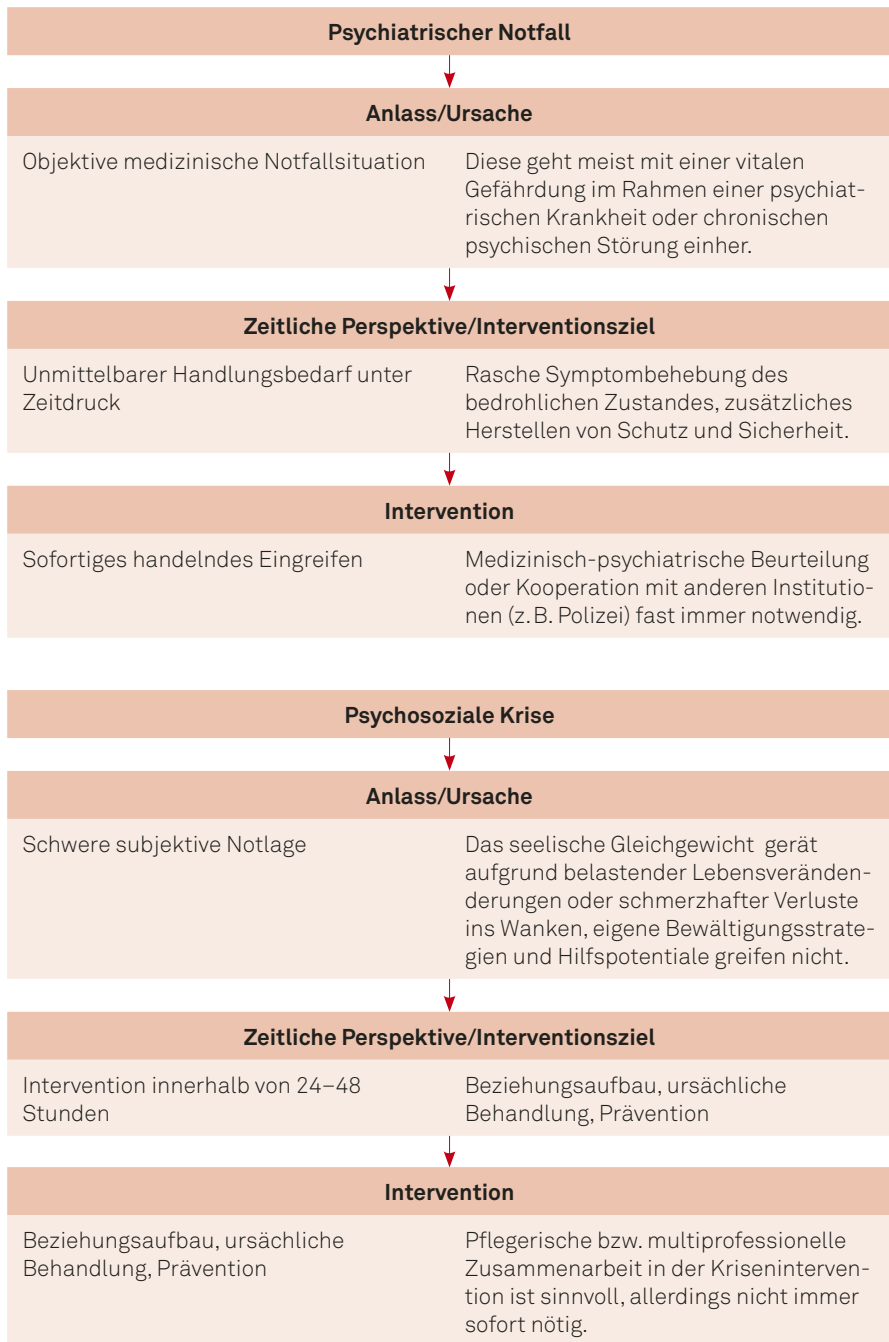 Psychiatrischer Notfall
Anlass/Ursache
Objektive medizinische Notfallsituation
Diese geht meist mit einer vitalen
Gefährdung im Rahmen einer psychiat-
rischen Krankheit oder chronischen
psychischen Störung einher.
Zeitliche Perspektive/Interventionsziel
Unmittelbarer Handlungsbedarf unter
Zeitdruck
Rasche Symptombehebung des
bedrohlichen Zustandes, zusätzliches
Herstellen von Schutz und Sicherheit.
Intervention
Sofortiges handelndes Eingreifen
Medizinisch-psychiatrische Beurteilung
oder Kooperation mit anderen Institutio-
nen (z. B. Polizei) fast immer notwendig.
Psychosoziale Krise
Anlass/Ursache
Schwere subjektive Notlage
Das seelische Gleichgewicht gerät
aufgrund belastender Lebensveränden-
derungen oder schmerzhafter Verluste
ins Wanken, eigene Bewältigungsstrate-
gien und Hilfspotentiale greifen nicht.
Zeitliche Perspektive/Interventionsziel
Intervention innerhalb von 24–48
Stunden
Beziehungsaufbau, ursächliche
Behandlung, Prävention
Intervention
Beziehungsaufbau, ursächliche
Behandlung, Prävention
Pflegerische bzw. multiprofessionelle
Zusammenarbeit in der Kriseninterven-
tion ist sinnvoll, allerdings nicht immer
sofort nötig.